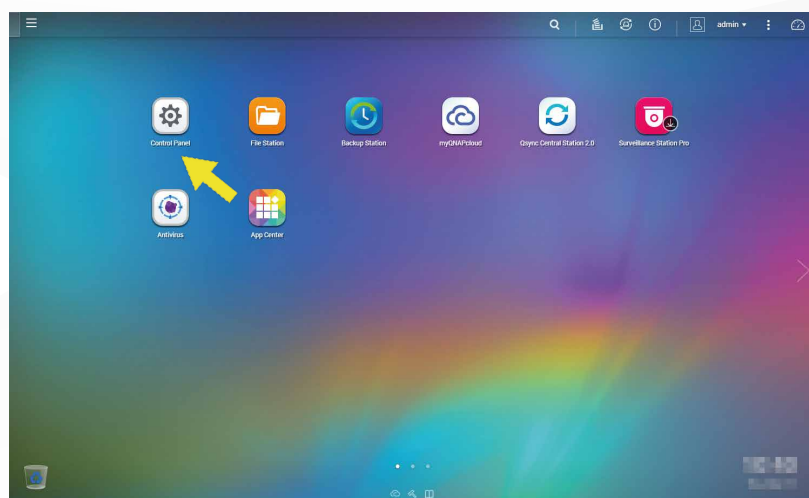 admin
Control Panel
File Station
Backup Station
myQNAPcloud
Qsync Central Station 2.0
Surveillance Station Pro
Antivirus
App Center